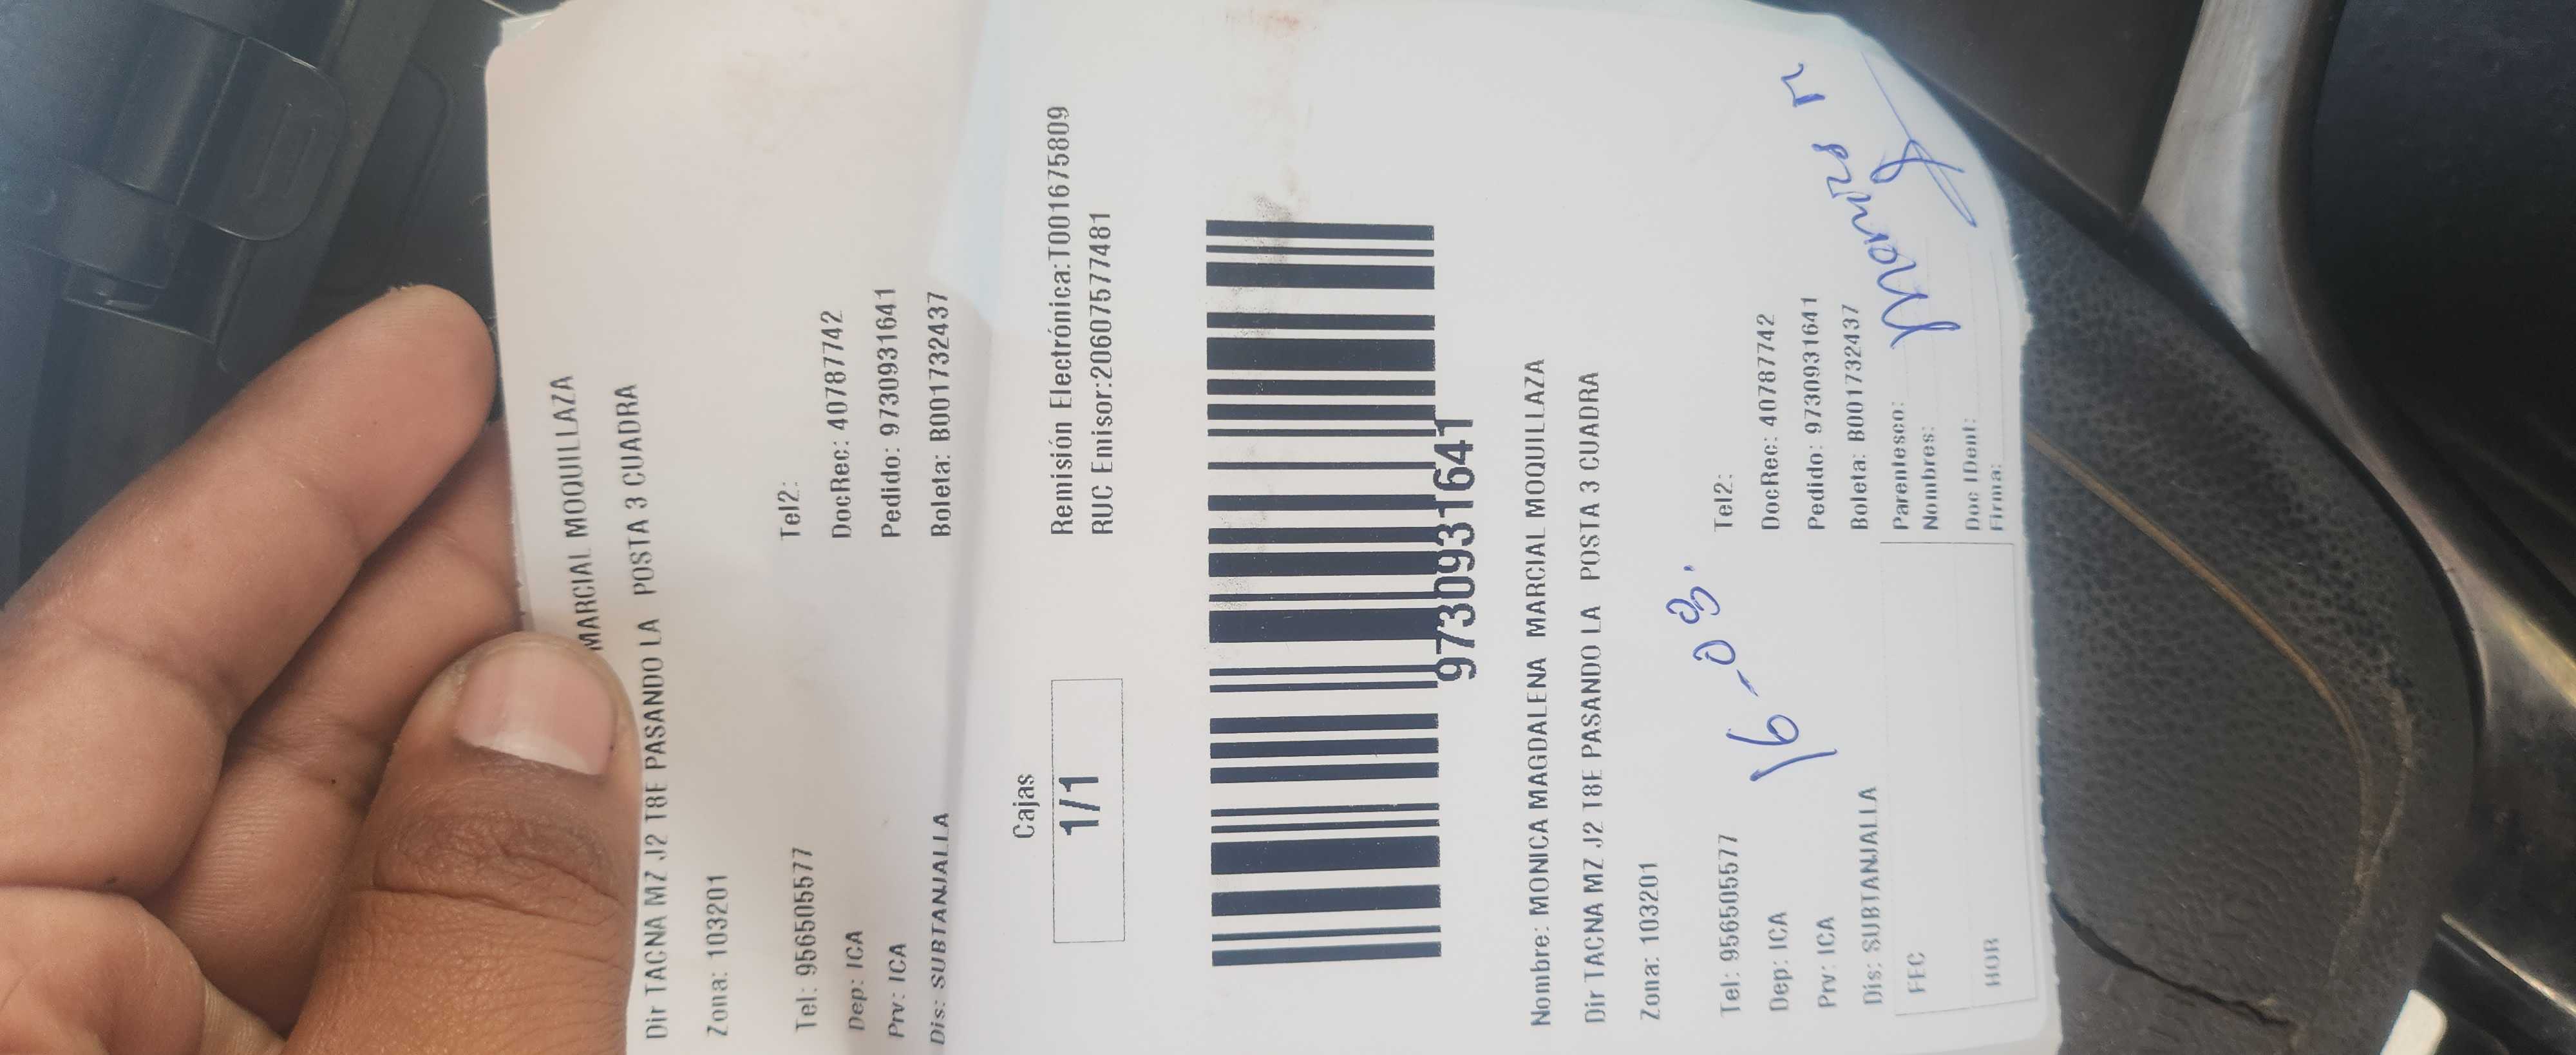 MARCIAL MOQUILLAZA
Dir TACNA MZ J2 T8E PASANDO LA POSTA 3 CUADRA
Zona: 103201
Tel: 956505577 Tel2:
Dep: ICA DocRec: 40787742
Prv: ICA Pedido: 9730931641
Dis: SUBTANJALLA Boleta: B001732437
Cajas
1/1
Remisión Electrónica:T001675809
RUC Emisor:20607577481
9730931641
Nombre: MONICA MAGDALENA MARCIAL MOQUILLAZA
Dir TACNA MZ J2 T8E PASANDO LA POSTA 3 CUADRA
Zona: 103201
16-09.
Tel: 956505577 Tel2:
Dep: ICA DocRec: 40787742
Prv: ICA Pedido: 9730931641
Dis: SUBTANJALLA Boleta: B001732437
FEC Parentesco:
Nombres:
HOR Doc IDent:
Firma: